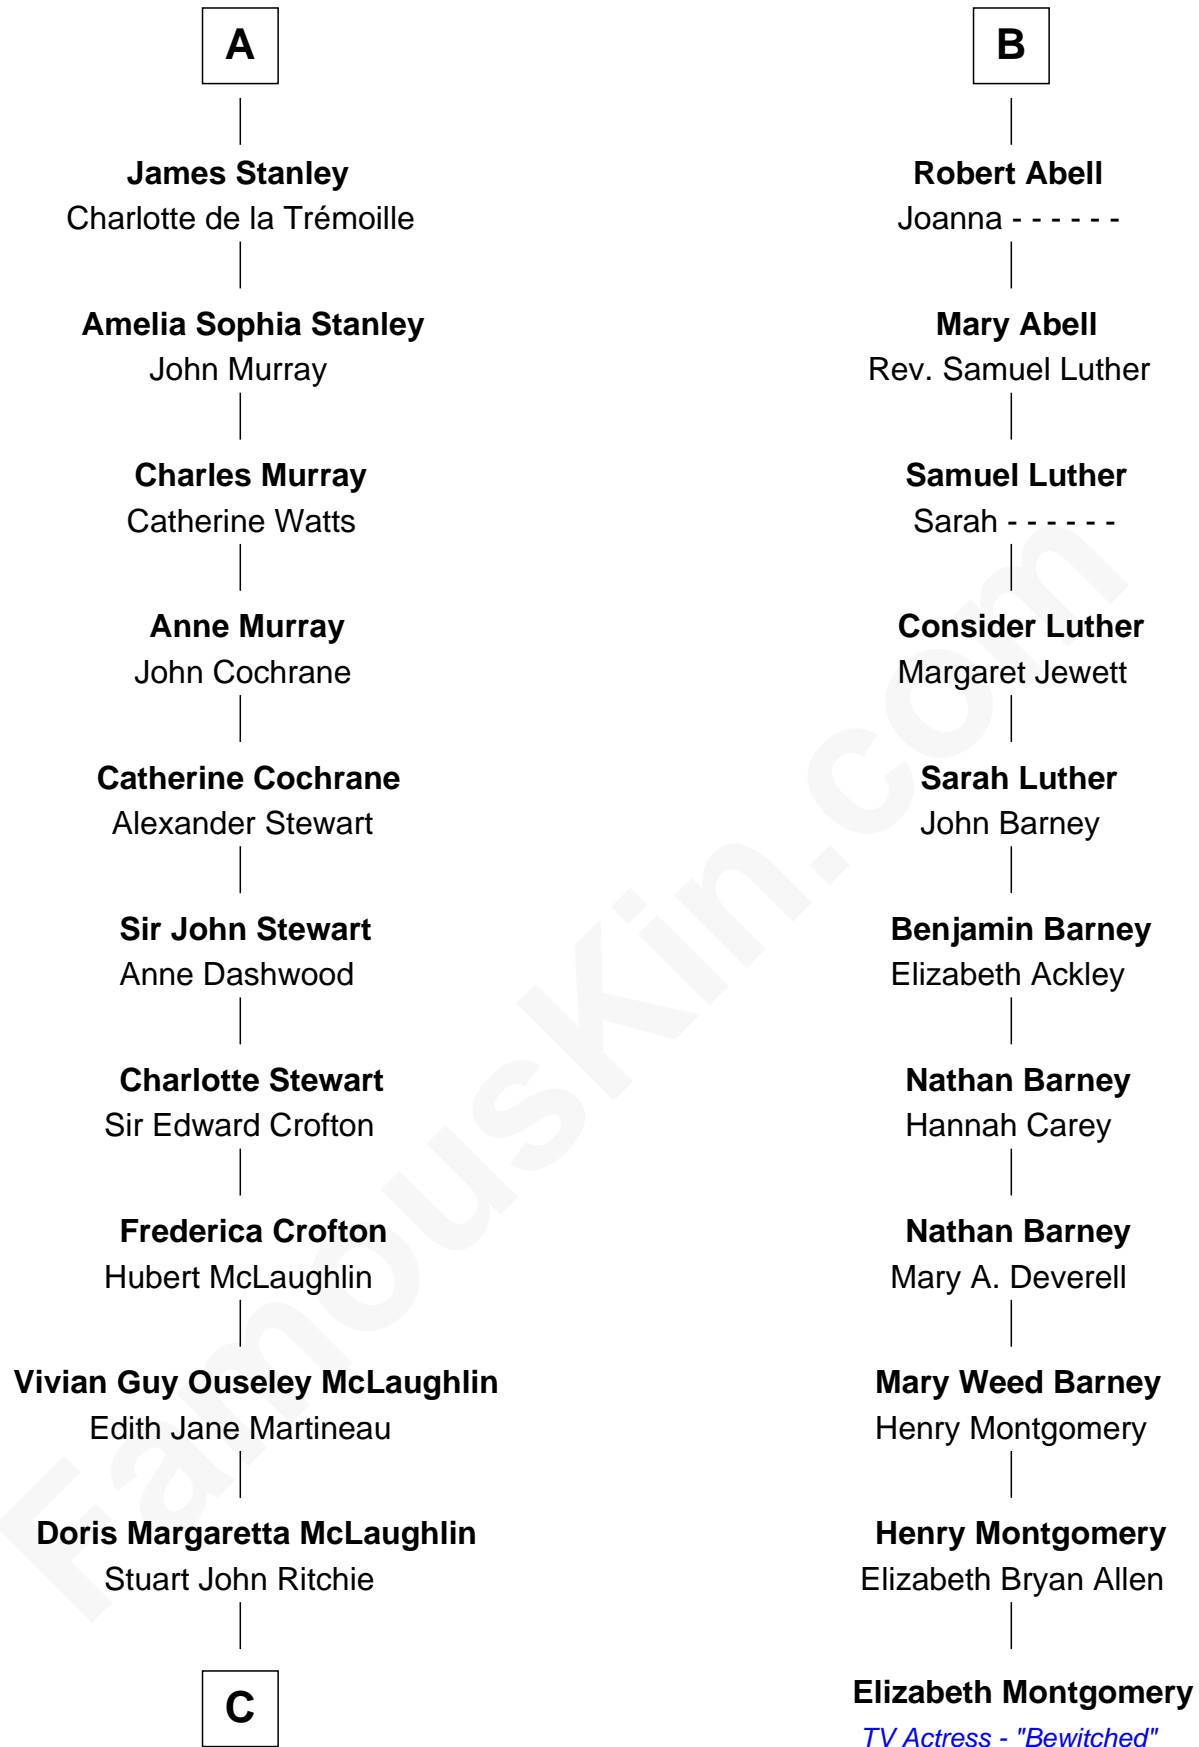 A
James Stanley
Charlotte de la Trémoille
Amelia Sophia Stanley
John Murray
Charles Murray
Catherine Watts
Anne Murray
John Cochrane
Catherine Cochrane
Alexander Stewart
Sir John Stewart
Anne Dashwood
Charlotte Stewart
Sir Edward Crofton
Frederica Crofton
Hubert McLaughlin
Vivian Guy Ouseley McLaughlin
Edith Jane Martineau
Doris Margaretta McLaughlin
Stuart John Ritchie
C
B
Robert Abell
Joanna - - - - - -
Mary Abell
Rev. Samuel Luther
Samuel Luther
Sarah - - - - - -
Consider Luther
Margaret Jewett
Sarah Luther
John Barney
Benjamin Barney
Elizabeth Ackley
Nathan Barney
Hannah Carey
Nathan Barney
Mary A. Deverell
Mary Weed Barney
Henry Montgomery
Henry Montgomery
Elizabeth Bryan Allen
Elizabeth Montgomery
TV Actress - "Bewitched"
FamousKin.com